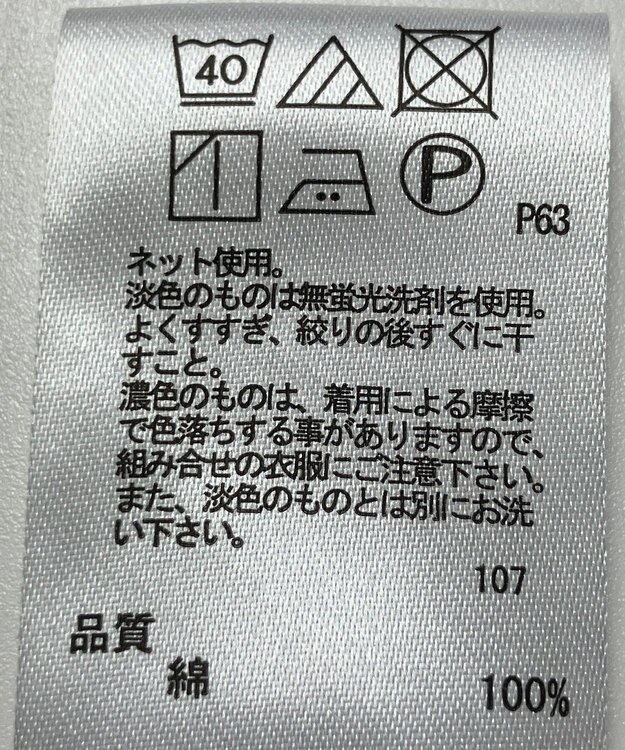 40
P
P63
ネット使用。
淡色のものは無蛍光洗剤を使用。
よくすすぎ、絞りの後すぐに干
すこと。
濃色のものは、着用による摩擦
で色落ちする事がありますので、
組み合せの衣服にご注意下さい。
また、淡色のものとは別にお洗
い下さい。
107
品質
綿 100%